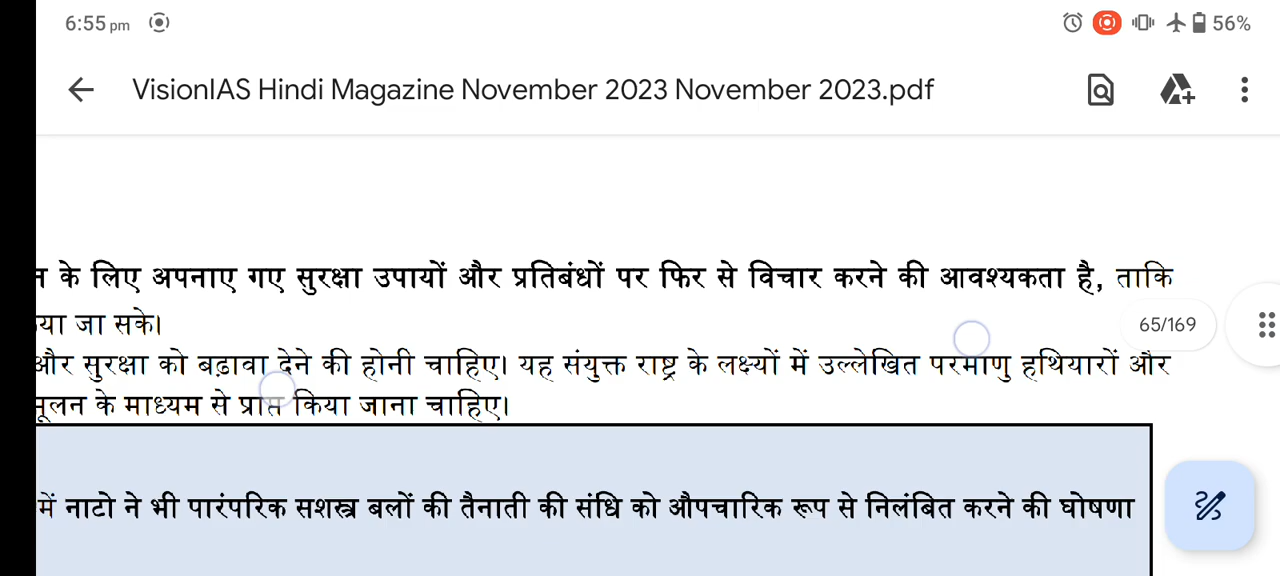 6:55 pm 56%
VisionIAS Hindi Magazine November 2023 November 2023.pdf
के लिए अपनाए गए सुरक्षा उपायों और प्रतिबंधों पर फिर से विचार करने की आवश्यकता है, ताकि
जा सके।
65/169
और सुरक्षा को बढ़ावा देने की होनी चाहिए। यह संयुक्त राष्ट्र के लक्ष्यों में उल्लेखित परमाणु हथियारों और
के माध्यम से प्राप्त किया जाना चाहिए।
में नाटो ने भी पारंपरिक सशस्त्र बलों की तैनाती की संधि को औपचारिक रूप से निलंबित करने की घोषणा